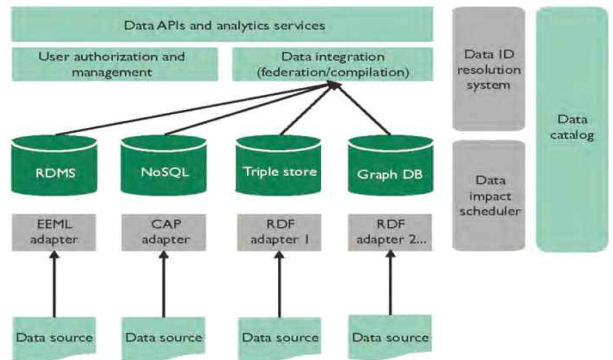 Data APIs and analytics services
User authorization and
management
Data integration
(federation/compilation)
Data ID
resolution
system
Data
catalog
RDMS
NoSQL
Triple store
Graph DB
Data
impact
scheduler
EEML
adapter
CAP
adapter
RDF
adapter 1
RDF
adapter 2...
Data source
Data source
Data source
Data source